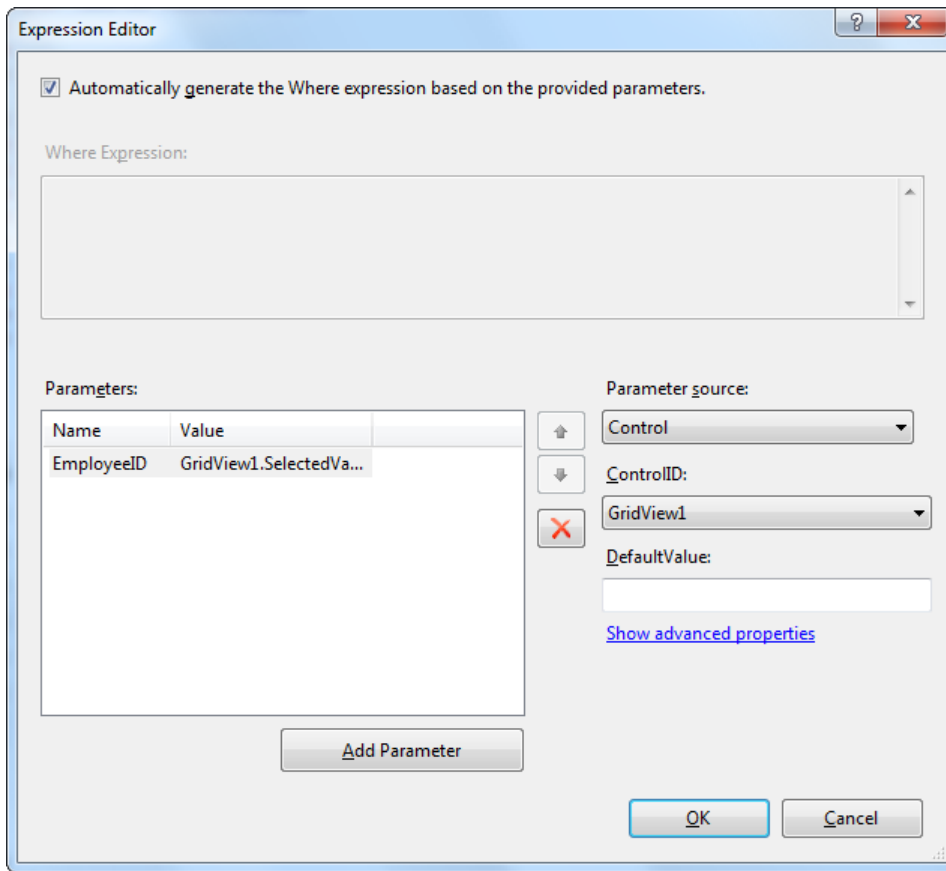 Expression Editor
Automatically generate the Where expression based on the provided parameters.
Where Expression:
Parameters:
Name Value
EmployeeID GridView1.SelectedVa...
Add Parameter
Parameter source:
Control
ControlID:
GridView1
DefaultValue:
Show advanced properties
OK Cancel